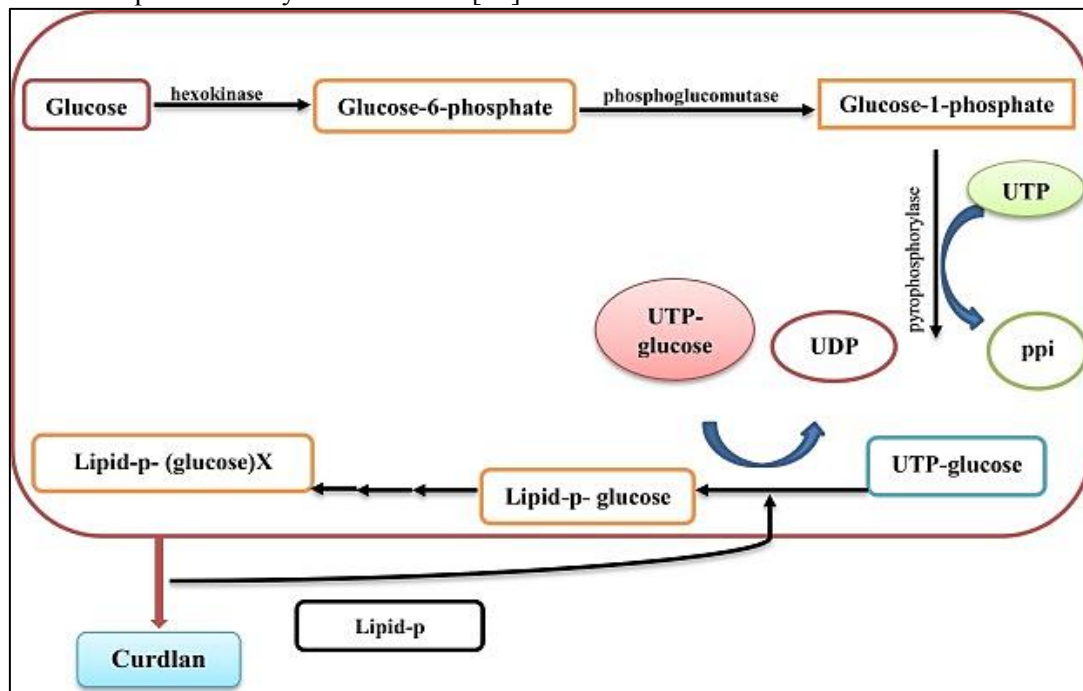 Glucose
hexokinase
Glucose-6-phosphate
phosphoglucomutase
Glucose-1-phosphate
UTP
pyrophosphorylase
UTP-
glucose
UDP
ppi
Lipid-p- (glucose)X
Lipid-p- glucose
UTP-glucose
Lipid-p
Curdlan